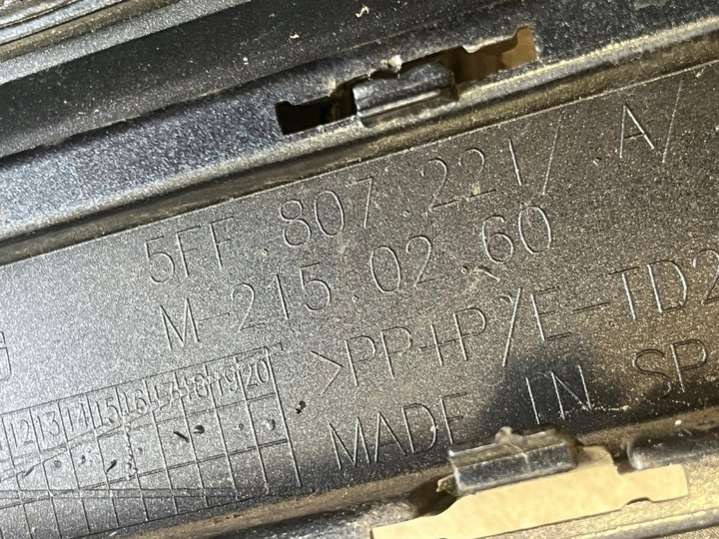 5FF.807.221/.A/
M-215.02.60
>PP+P/E-TD2
MADE IN SP
12 13 14 15 16 17 18 19 20